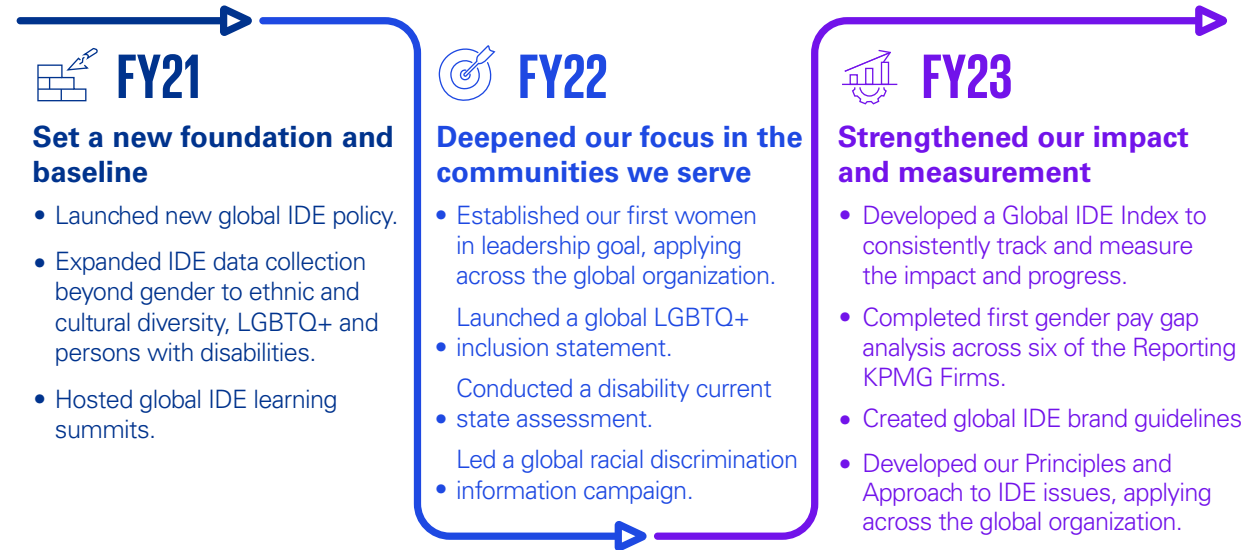 FY21
Set a new foundation and
baseline
• Launched new global IDE policy.
• Expanded IDE data collection
beyond gender to ethnic and
cultural diversity, LGBTQ+ and
persons with disabilities.
• Hosted global IDE learning
summits.
FY22
Deepened our focus in the
communities we serve
• Established our first women
in leadership goal, applying
across the global organization.
Launched a global LGBTQ+
• inclusion statement.
Conducted a disability current
• state assessment.
Led a global racial discrimination
• information campaign.
FY23
Strengthened our impact
and measurement
• Developed a Global IDE Index to
consistently track and measure
the impact and progress.
• Completed first gender pay gap
analysis across six of the Reporting
KPMG Firms.
• Created global IDE brand guidelines
• Developed our Principles and
Approach to IDE issues, applying
across the global organization.